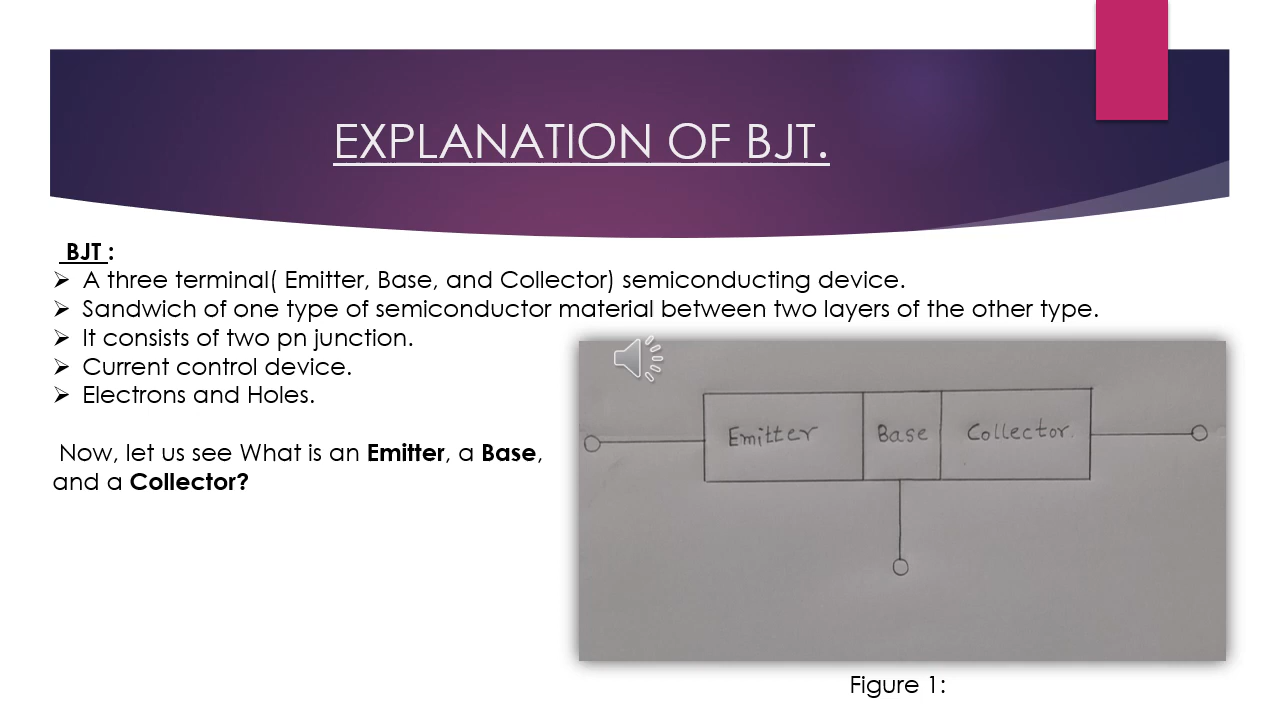 EXPLANATION OF BJT.
BJT :
➢ A three terminal( Emitter, Base, and Collector) semiconducting device.
➢ Sandwich of one type of semiconductor material between two layers of the other type.
➢ It consists of two pn junction.
➢ Current control device.
➢ Electrons and Holes.
Now, let us see What is an Emitter, a Base,
and a Collector?
Emitter Base Collector.
Figure 1: